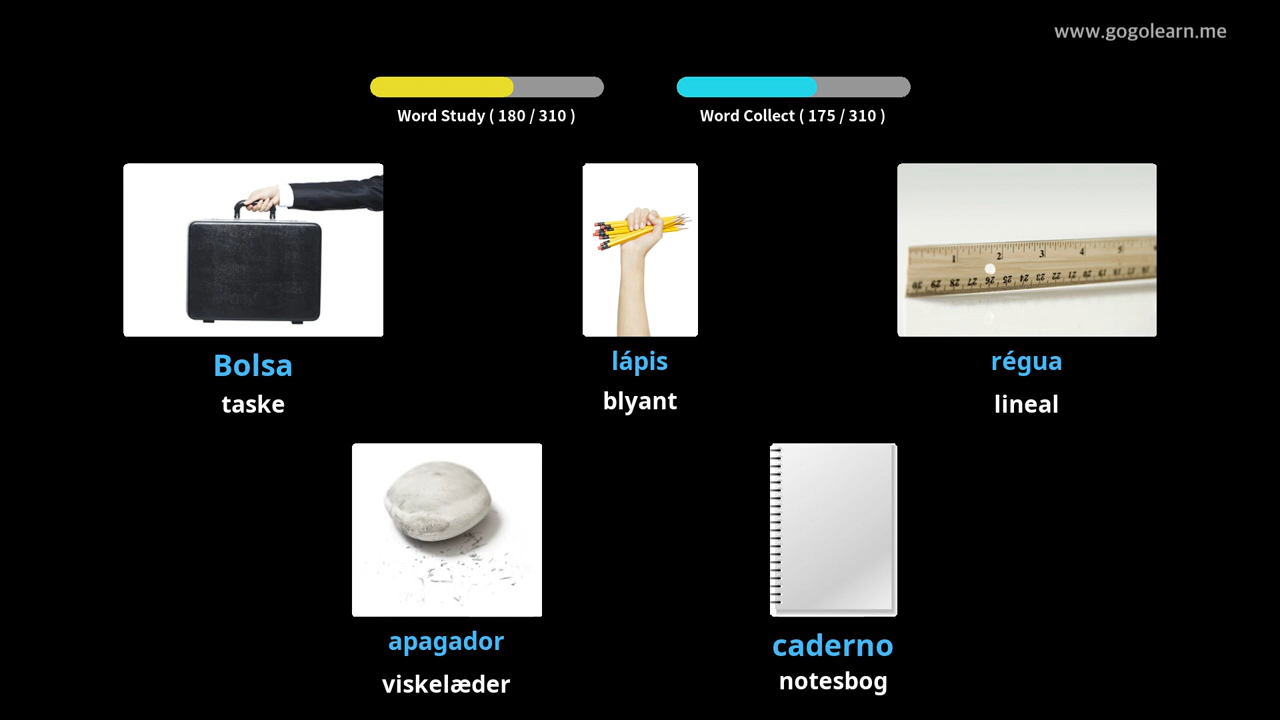 www.gogolearn.me
Word Study ( 180 / 310 )
Word Collect ( 175 / 310 )
Bolsa
taske
lápis
blyant
régua
lineal
apagador
viskelæder
caderno
notesbog